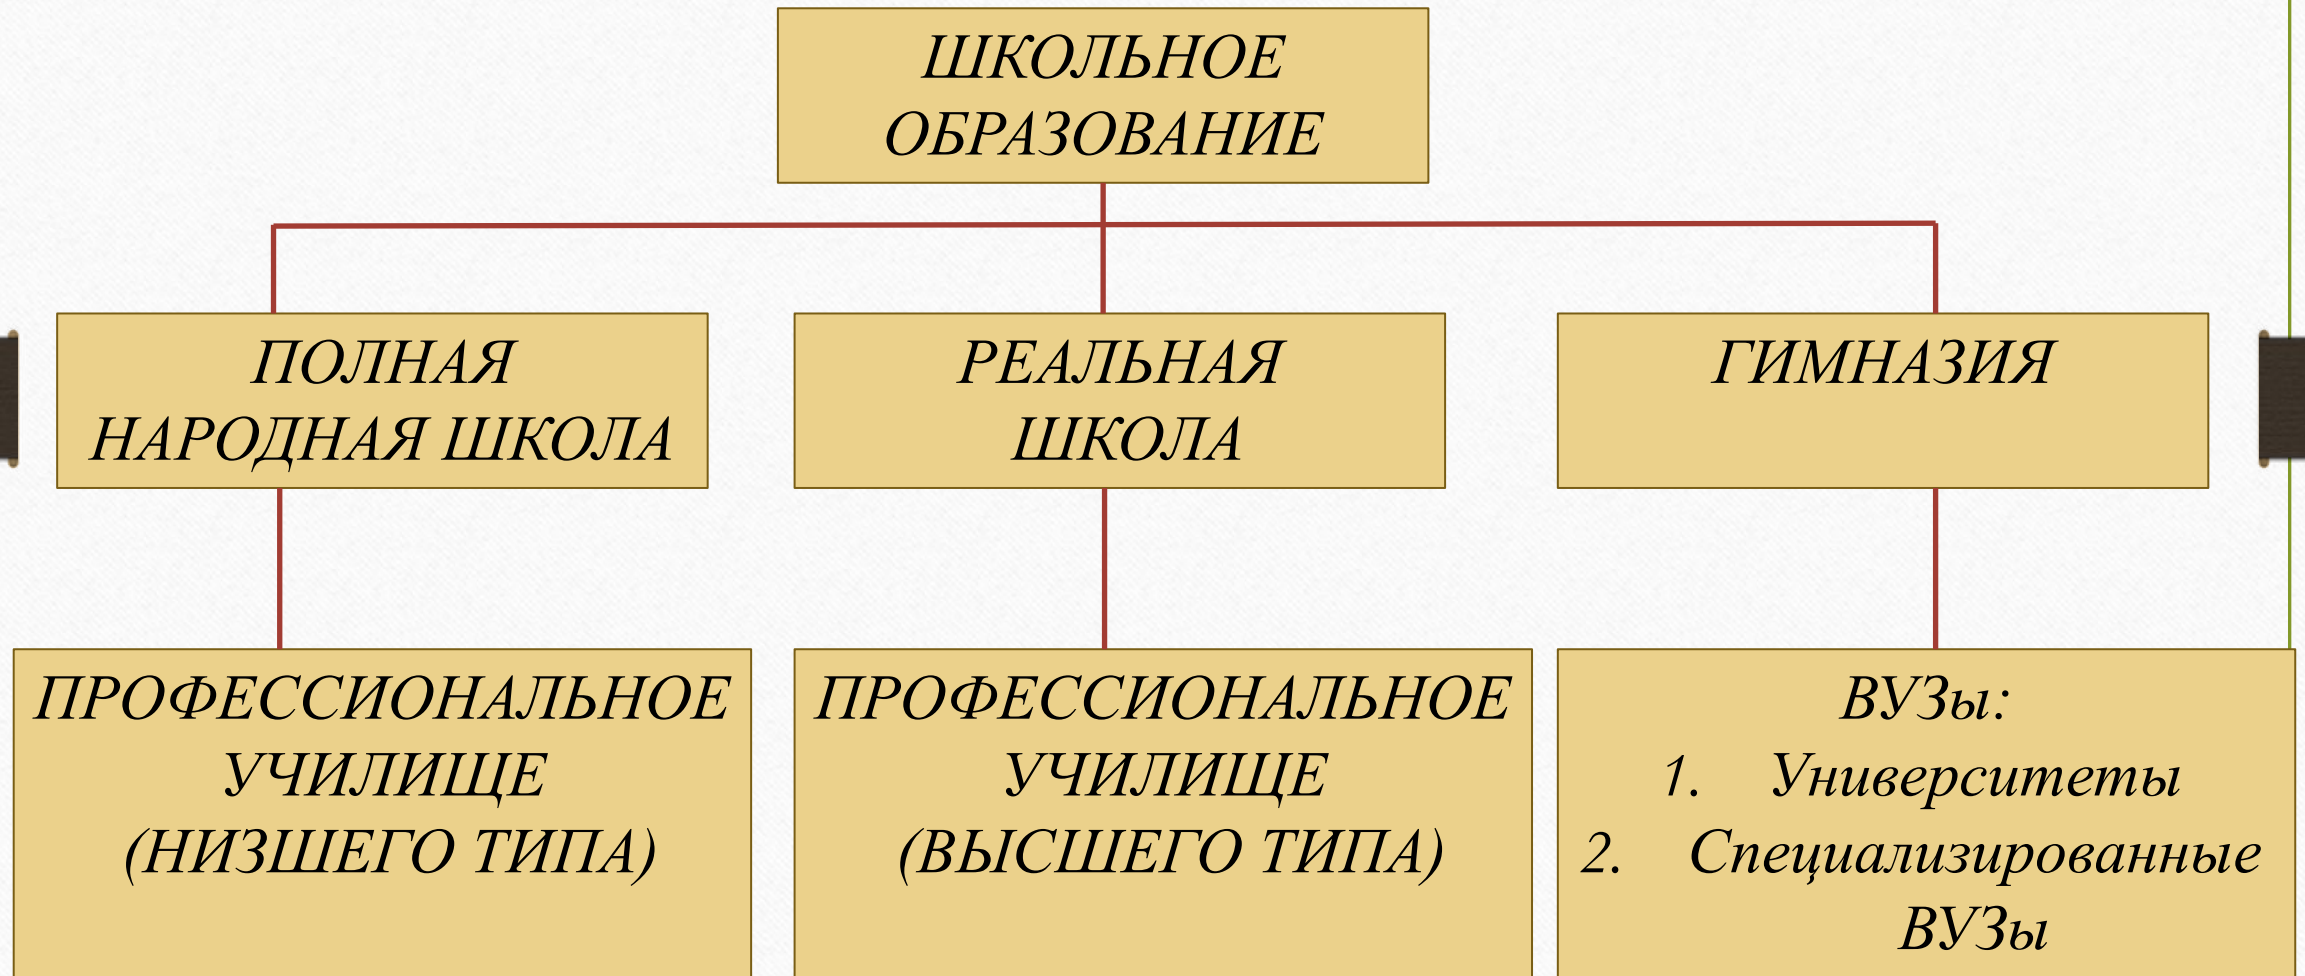 ШКОЛЬНОЕ
ОБРАЗОВАНИЕ
ПОЛНАЯ
НАРОДНАЯ ШКОЛА
РЕАЛЬНАЯ
ШКОЛА
ГИМНАЗИЯ
ПРОФЕССИОНАЛЬНОЕ
УЧИЛИЩЕ
(НИЗШЕГО ТИПА)
ПРОФЕССИОНАЛЬНОЕ
УЧИЛИЩЕ
(ВЫСШЕГО ТИПА)
ВУЗы:
1. Университеты
2. Специализированные
ВУЗы